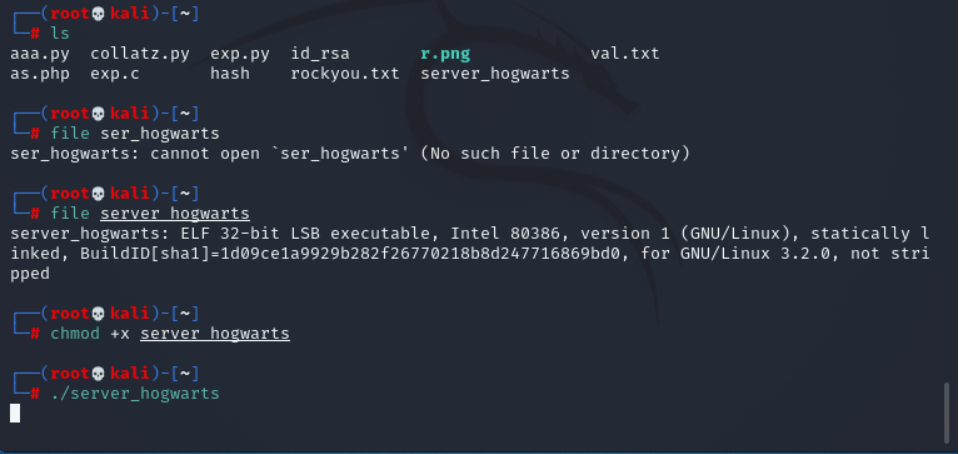 ┌──(root💀kali)-[~]
└─# ls
aaa.py  collatz.py  exp.py  id_rsa       r.png            val.txt
as.php  exp.c       hash    rockyou.txt  server_hogwarts
┌──(root💀kali)-[~]
└─# file ser_hogwarts
ser_hogwarts: cannot open `ser_hogwarts' (No such file or directory)
┌──(root💀kali)-[~]
└─# file server_hogwarts
server_hogwarts: ELF 32-bit LSB executable, Intel 80386, version 1 (GNU/Linux), statically l
inked, BuildID[sha1]=1d09ce1a9929b282f26770218b8d247716869bd0, for GNU/Linux 3.2.0, not stri
pped
┌──(root💀kali)-[~]
└─# chmod +x server_hogwarts
┌──(root💀kali)-[~]
└─# ./server_hogwarts